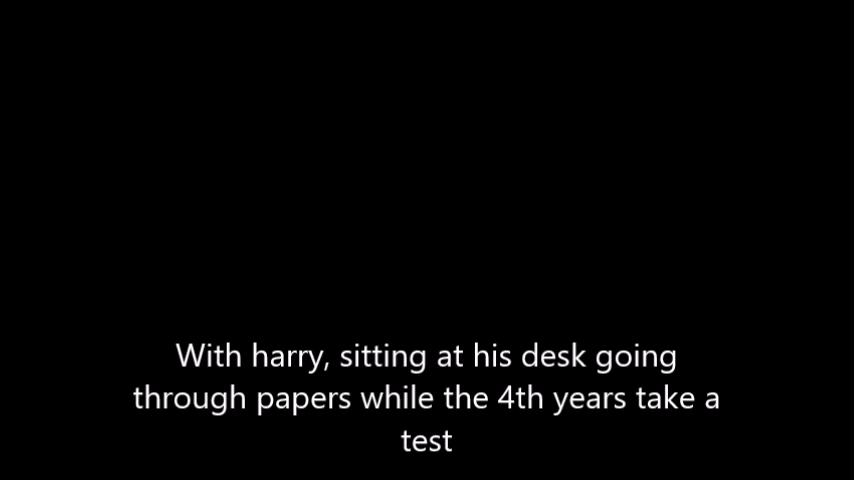 With harry, sitting at his desk going
through papers while the 4th years take a
test